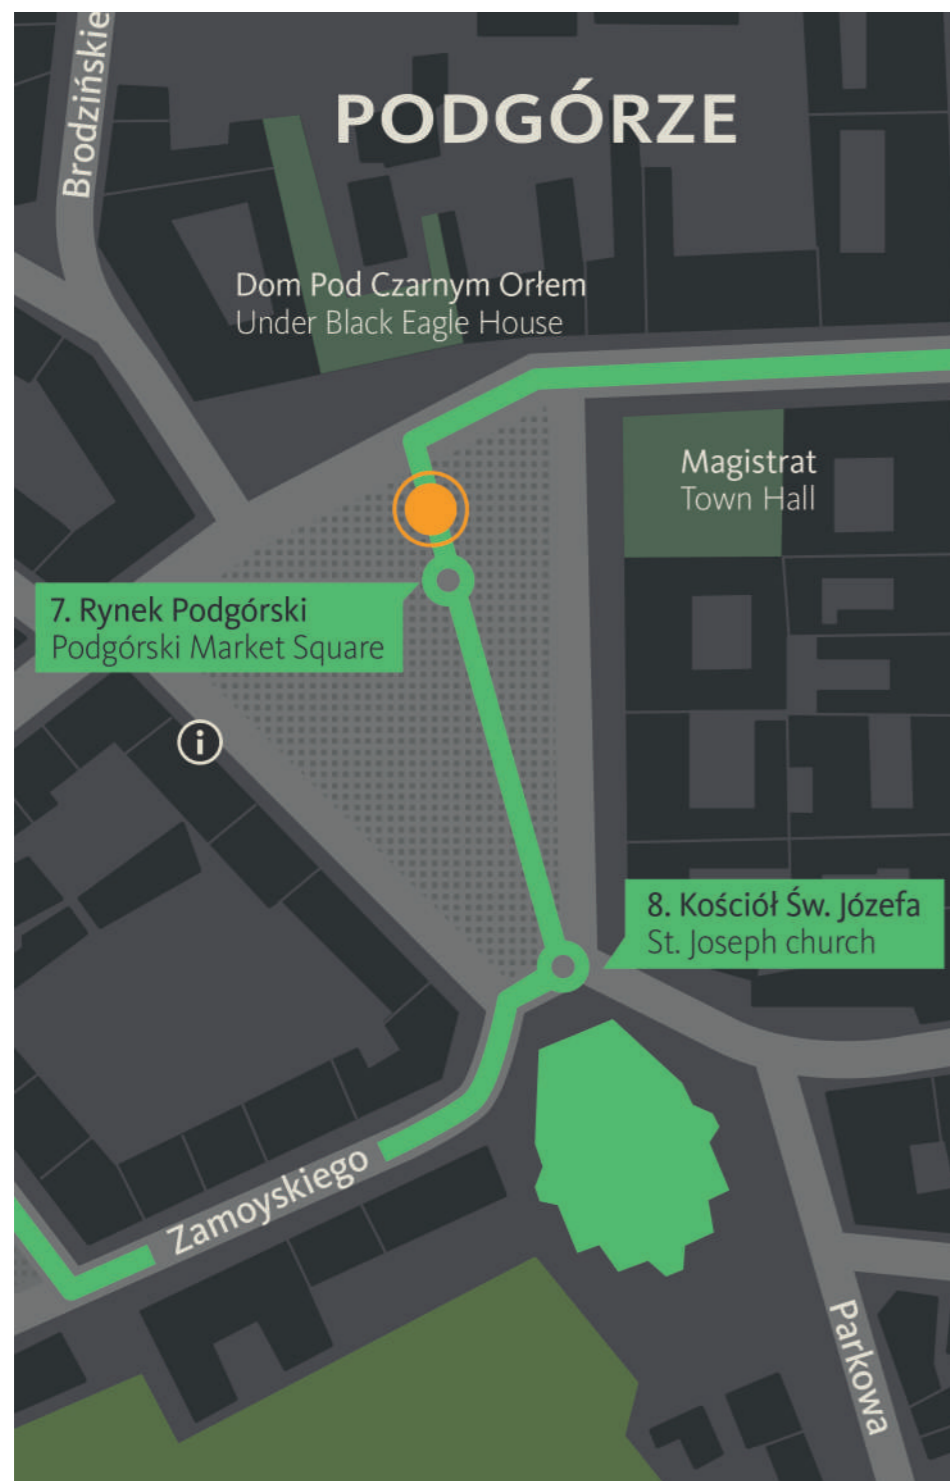 Brodzińskie
PODGÓRZE
Dom Pod Czarnym Orłem
Under Black Eagle House
Magistrat
Town Hall
7. Rynek Podgórski
Podgórski Market Square
i
8. Kościół Św. Józefa
St. Joseph church
Zamoyskiego
Parkowa